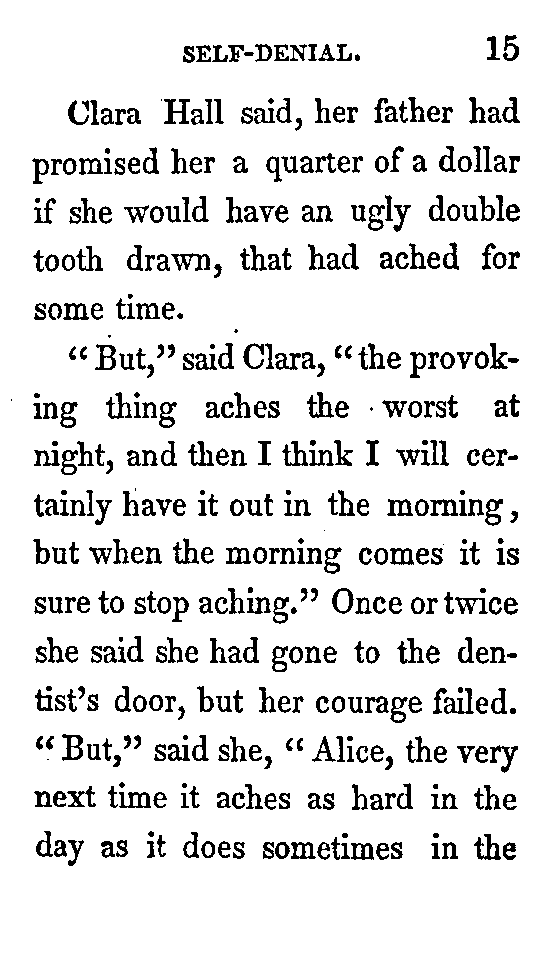 SELF-DENIAL. 15
Clara Hall said, her father had
promised her a quarter of a dollar
if she would have an ugly double
tooth drawn, that had ached for
some time.
"But," said Clara, "the provok-
ing thing aches the worst at
night, and then I think I will cer-
tainly have it out in the morning,
but when the morning comes it is
sure to stop aching." Once or twice
she said she had gone to the den-
tist's door, but her courage failed.
"But," said she, "Alice, the very
next time it aches as hard in the
day as it does sometimes in the